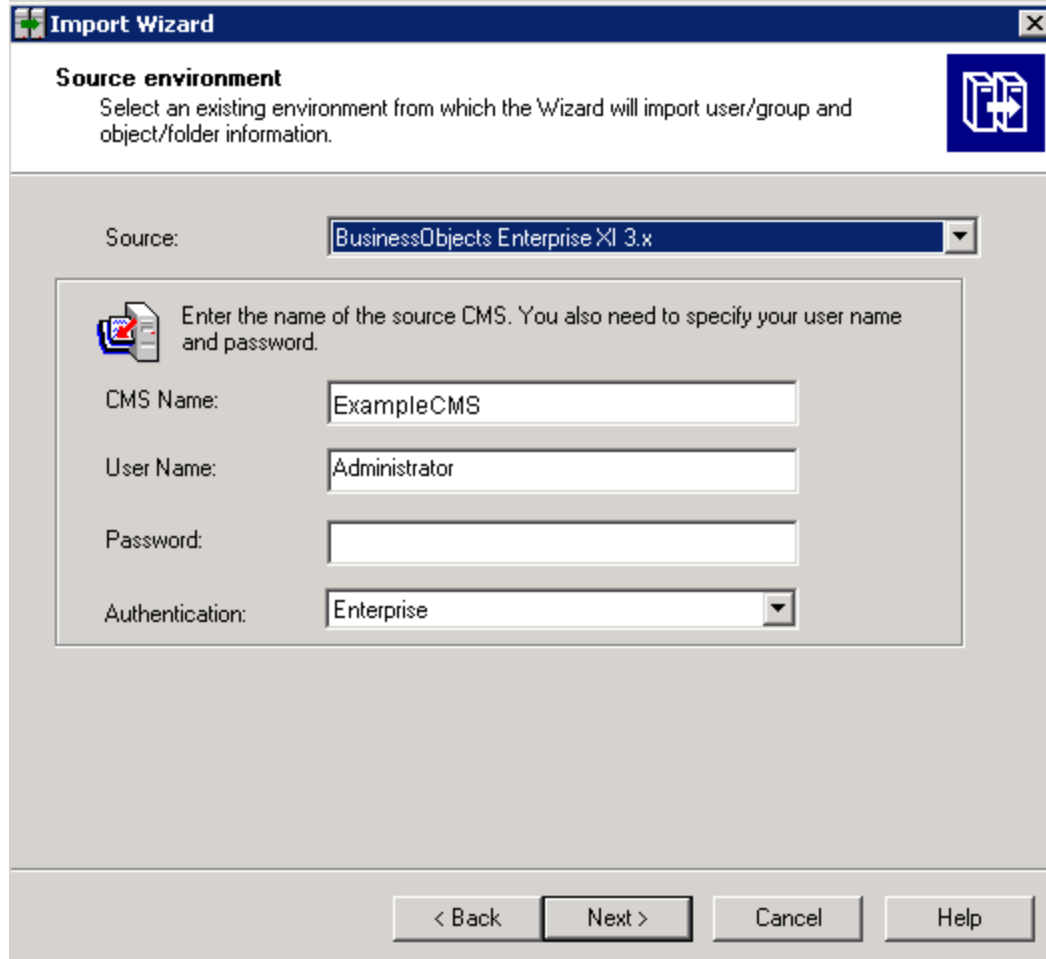 Import Wizard
Source environment
Select an existing environment from which the Wizard will import user/group and
object/folder information.
Source:
BusinessObjects Enterprise XI 3.x
Enter the name of the source CMS. You also need to specify your user name
and password.
CMS Name:
ExampleCMS
User Name:
Administrator
Password:
Authentication:
Enterprise
< Back
Next >
Cancel
Help